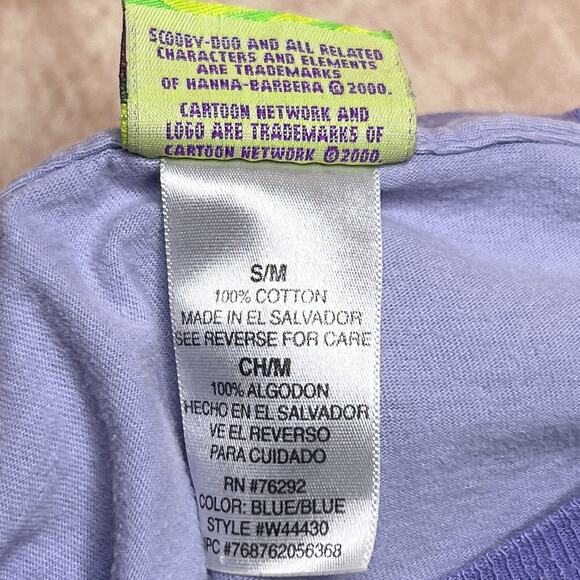 SCOOBY-DOO AND ALL RELATED
CHARACTERS AND ELEMENTS
ARE TRADEMARKS
OF HANNA-BARBERA © 2000.
CARTOON NETWORK AND
LOGO ARE TRADEMARKS OF
CARTOON NETWORK © 2000
S/M
100% COTTON
MADE IN EL SALVADOR
SEE REVERSE FOR CARE
CH/M
100% ALGODON
HECHO EN EL SALVADOR
VE EL REVERSO
PARA CUIDADO
RN #76292
COLOR: BLUE/BLUE
STYLE #W44430
UPC #768762056368